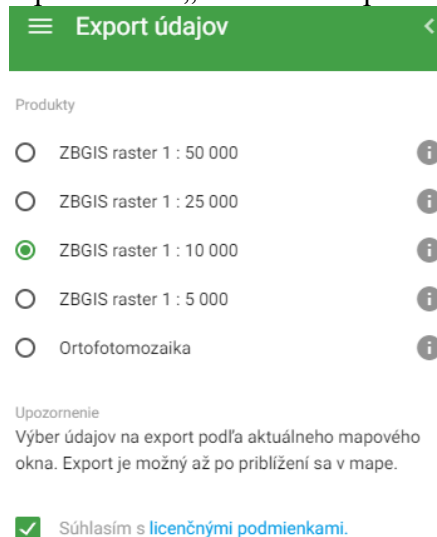 Export údajov
Produkty
ZBGIS raster 1 : 50 000
ZBGIS raster 1 : 25 000
ZBGIS raster 1 : 10 000
ZBGIS raster 1 : 5 000
Ortofotomozaika
Upozornenie
Výber údajov na export podľa aktuálneho mapového
okna. Export je možný až po priblížení sa v mape.
Súhlasím s licenčnými podmienkami.